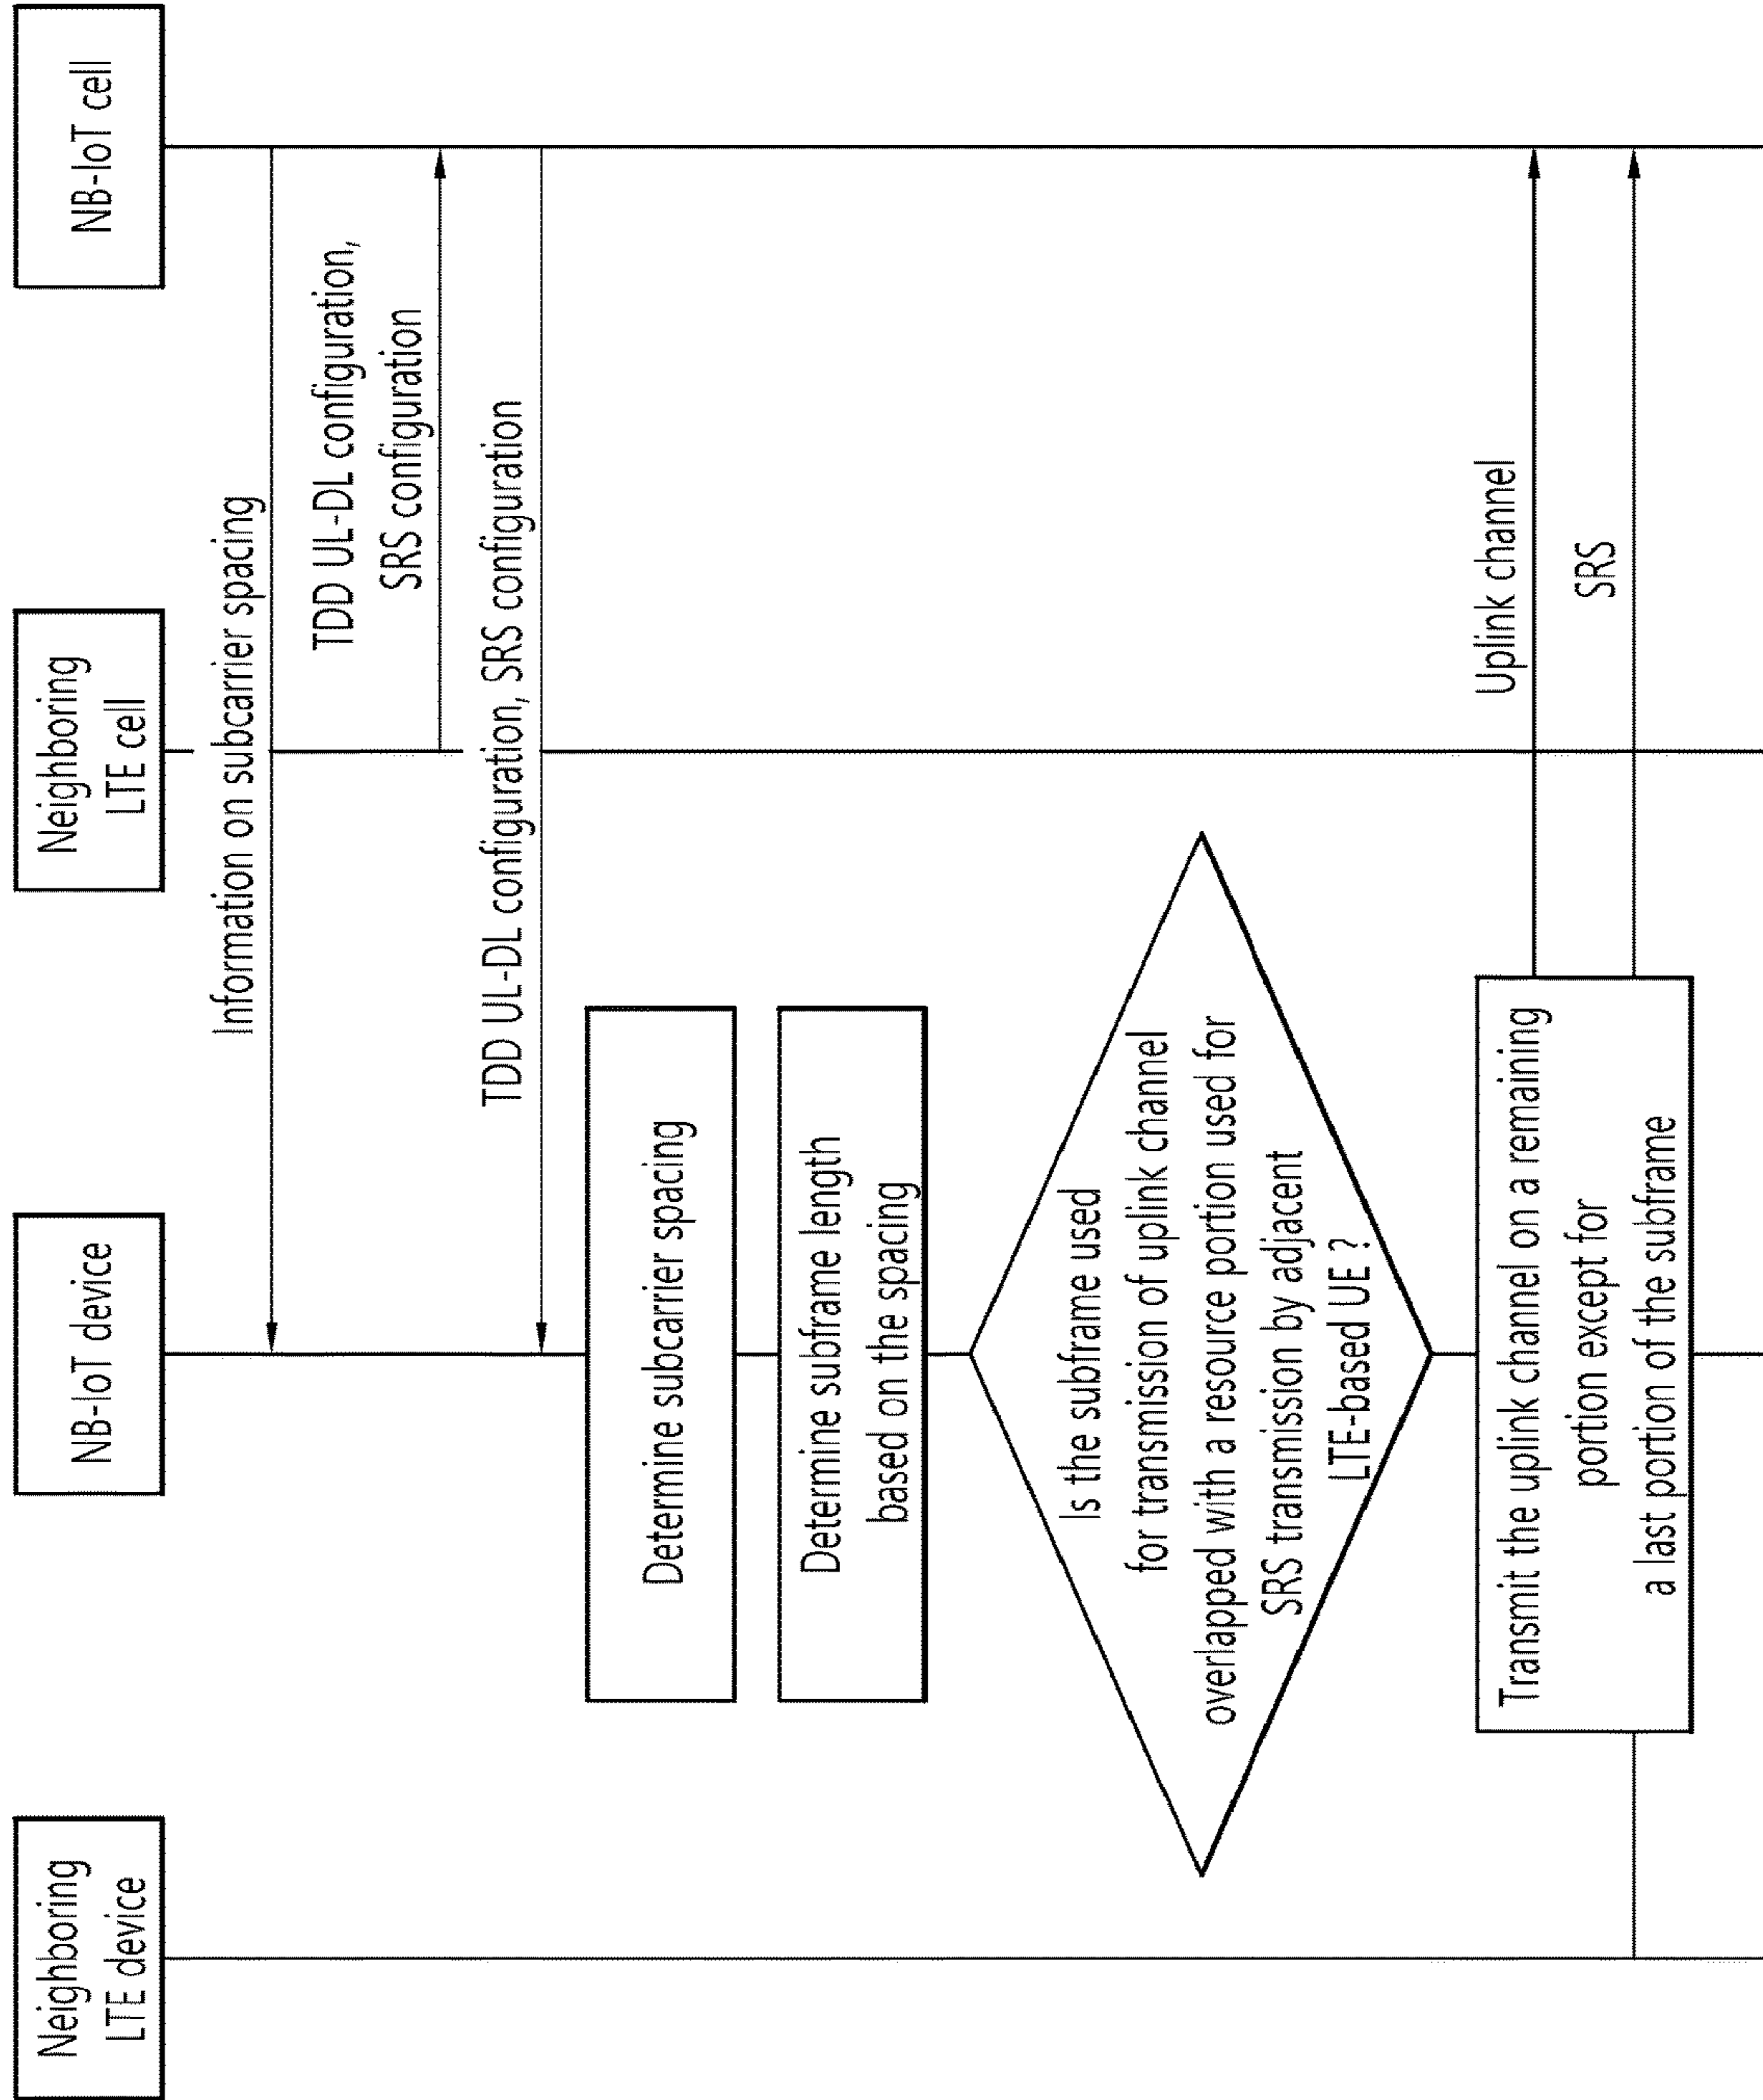 Neighboring
LTE device
NB-IoT device
Neighboring
LTE cell
NB-IoT cell
Information on subcarrier spacing
TDD UL-DL configuration,
SRS configuration
TDD UL-DL configuration, SRS configuration
Determine subcarrier spacing
Determine subframe length
based on the spacing
Is the subframe used
for transmission of uplink channel
overlapped with a resource portion used for
SRS transmission by adjacent
LTE-based UE ?
Transmit the uplink channel on a remaining
portion except for
a last portion of the subframe
Uplink channel
SRS